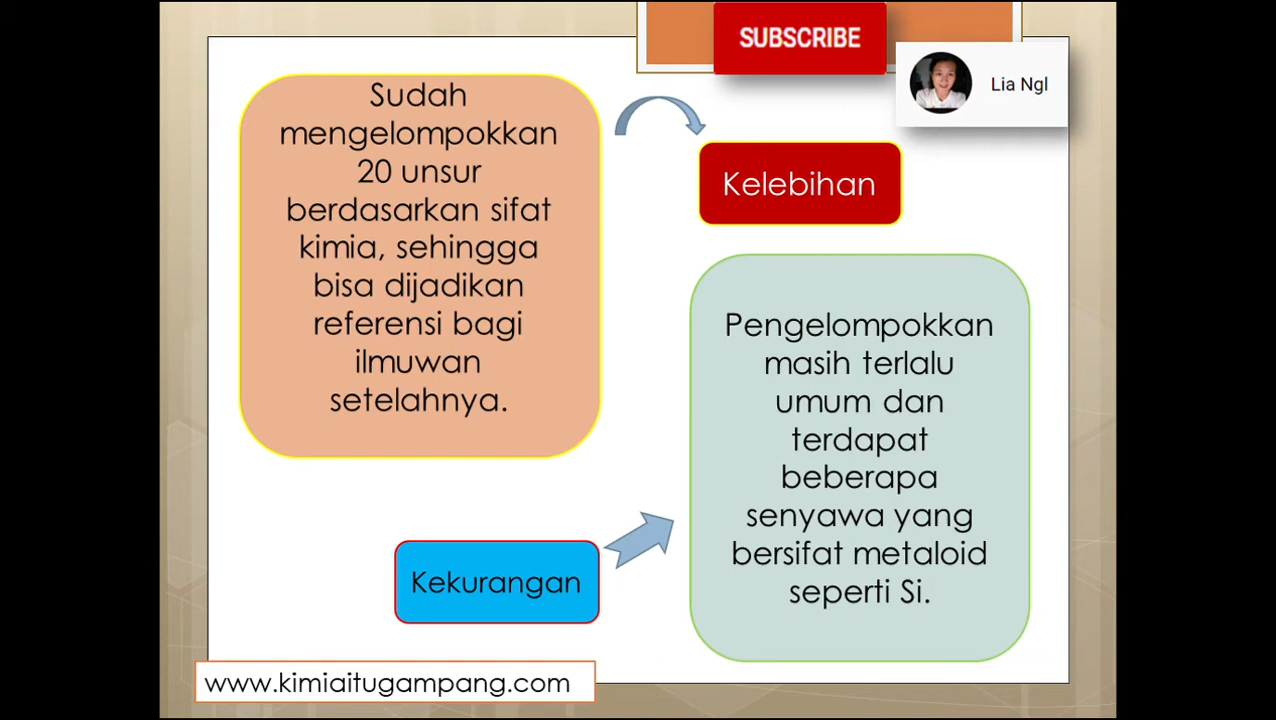 SUBSCRIBE
Lia Ngl
Sudah
mengelompokkan
20 unsur
berdasarkan sifat
kimia, sehingga
bisa dijadikan
referensi bagi
ilmuwan
setelahnya.
Kelebihan
Pengelompokkan
masih terlalu
umum dan
terdapat
beberapa
senyawa yang
bersifat metaloid
seperti Si.
Kekurangan
www.kimiaitugampang.com